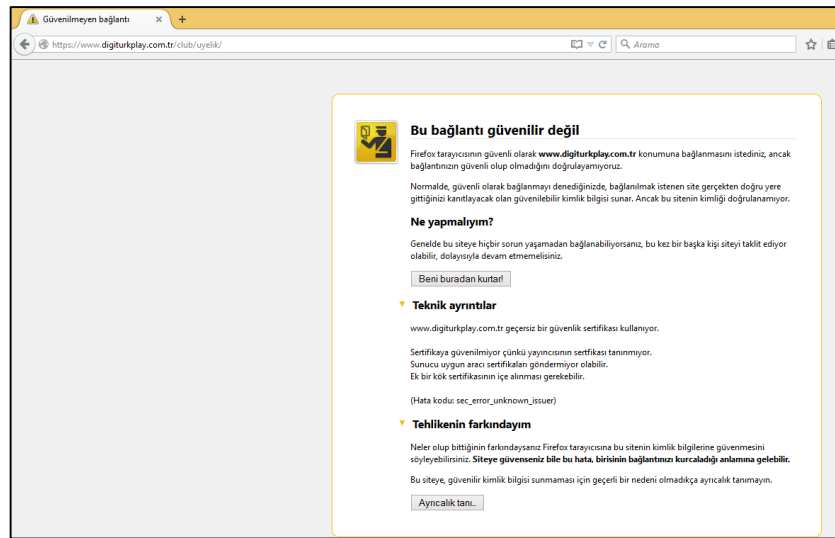 Güvenilmeyen bağlantı
https://www.digiturkplay.com.tr/club/uyelik/
Arama
Bu bağlantı güvenilir değil
Firefox tarayıcısının güvenli olarak www.digiturkplay.com.tr konumuna bağlanmasını istediniz, ancak
bağlantınızın güvenli olup olmadığını doğrulayamıyoruz.
Normalde, güvenli olarak bağlanmayı denediğinizde, bağlanılmak istenen site gerçekten doğru yere
gittiğinizi kanıtlayacak olan güvenilebilir kimlik bilgisi sunar. Ancak bu sitenin kimliği doğrulanamıyor.
Ne yapmalıyım?
Genelde bu siteye hiçbir sorun yaşamadan bağlanabiliyorsanız, bu kez bir başka kişi siteyi taklit ediyor
olabilir, dolayısıyla devam etmemelisiniz.
Beni buradan kurtar!
Teknik ayrıntılar
www.digiturkplay.com.tr geçersiz bir güvenlik sertifikası kullanıyor.
Sertifikaya güvenilmiyor çünkü yayıncısının sertfikası tanınmıyor.
Sunucu uygun aracı sertifikaları göndermiyor olabilir.
Ek bir kök sertifikasının içe alınması gerekebilir.
(Hata kodu: sec_error_unknown_issuer)
Tehlikenin farkındayım
Neler olup bittiğinin farkındaysanız Firefox tarayıcısına bu sitenin kimlik bilgilerine güvenmesini
söyleyebilirsiniz. Siteye güvenseniz bile bu hata, birisinin bağlantınızı kurcaladığı anlamına gelebilir.
Bu siteye, güvenilir kimlik bilgisi sunmaması için geçerli bir nedeni olmadıkça ayrıcalık tanımayın.
Ayrıcalık tanı...